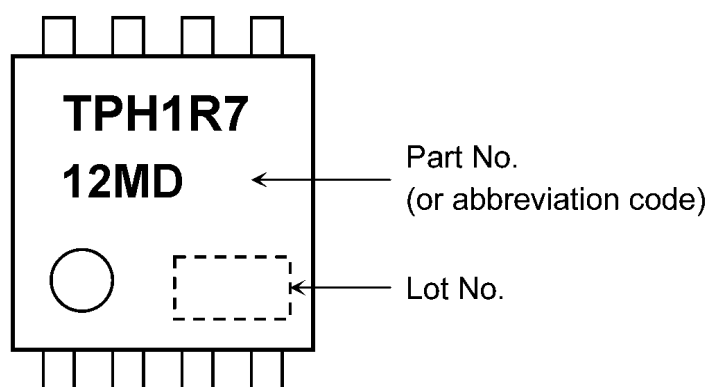 TPH1R7
12MD
Part No.
(or abbreviation code)
Lot No.